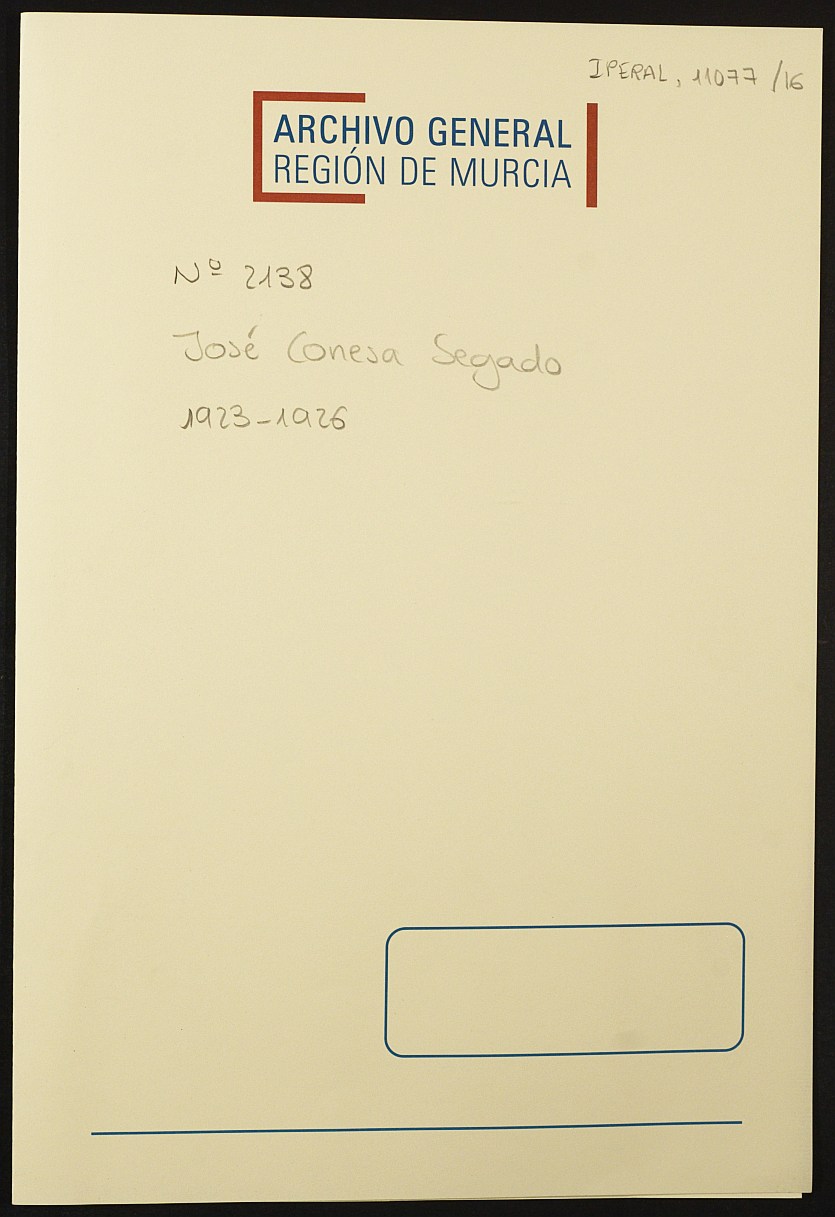 IPERAL, 11077 /16
ARCHIVO GENERAL
REGIÓN DE MURCIA
Nº 2138
José Conesa Segado
1923-1926